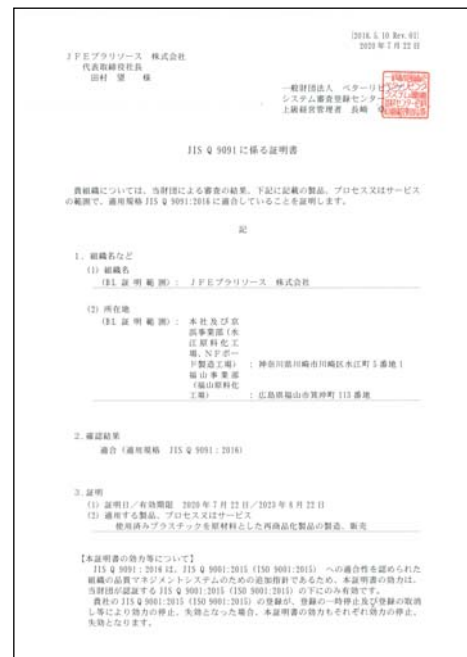 (2016.5.10 Rev.01)
2020年7月22日
JFEプラリソース 株式会社
代表取締役社長
田村 望 様
一般財団法人 ベターリビング
システム審査登録センター
上級経営管理者 長崎
JIS Q 9091に係る証明書
貴組織については、当財団による審査の結果、下記に記載の製品、プロセス又はサービス
の範囲で、適用規格 JIS Q 9091:2016 に適合していることを証明します。
記
1. 組織名など
(1) 組織名
(BL 証明範囲): JFEプラリソース 株式会社
(2) 所在地
(BL 証明範囲): 本社及び京
浜事業部(水
江原料化工
場、NFボー
ド製造工場) : 神奈川県川崎市川崎区水江町5番地1
福山事業部
(福山原料化
工場) : 広島県福山市箕沖町113番地
2. 確認結果
適合(適用規格 JIS Q 9091:2016)
3. 証明
(1) 証明日/有効期限 2020年7月22日/2023年6月22日
(2) 適用する製品、プロセス又はサービス
使用済みプラスチックを原材料とした再商品化製品の製造、販売
【本証明書の効力等について】
JIS Q 9091:2016 は、JIS Q 9001:2015 (ISO 9001:2015) への適合性を認められた
組織の品質マネジメントシステムのための追加指針であるため、本証明書の効力は、
当財団が認証する JIS Q 9001:2015 (ISO 9001:2015) の下にのみ有効です。
貴社の JIS Q 9001:2015 (ISO 9001:2015) の登録が、登録の一時停止及び登録の取消
し等により効力の停止、失効となった場合、本証明書の効力もそれぞれ効力の停止、
失効となります。